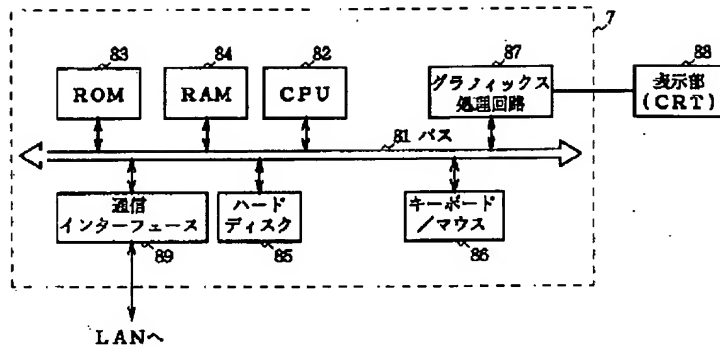 7
83
84
82
87
88
ROM
RAM
CPU
グラフィックス
処理回路
表示部
(CRT)
81 バス
通信
インターフェース
ハード
ディスク
キーボード
/マウス
89
85
86
LANへ